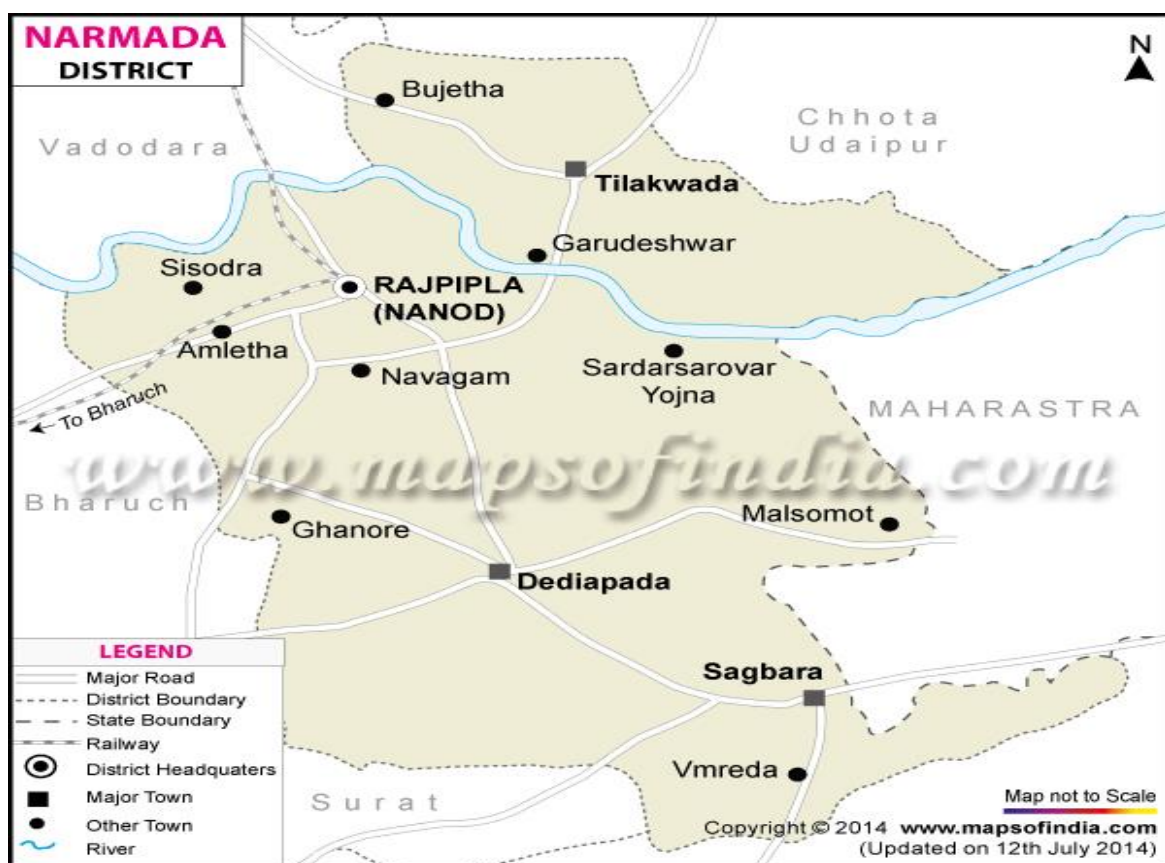 NARMADA
DISTRICT
N
Bujetha
Chhota
Udaipur
Vadodara
Tilakwada
Garudeshwar
Sisodra
RAJPIPLA
(NANOD)
Amletha
Navagam
Sardarsarovar
Yojna
To Bharuch
MAHARASTRA
www.mapsofindia.com
Bharuch
Ghanore
Malsomot
Dediapada
LEGEND
Major Road
District Boundary
State Boundary
Railway
District Headquaters
Major Town
Other Town
River
Sagbara
Vmreda
Surat
Map not to Scale
Copyright © 2014 www.mapsofindia.com
(Updated on 12th July 2014)